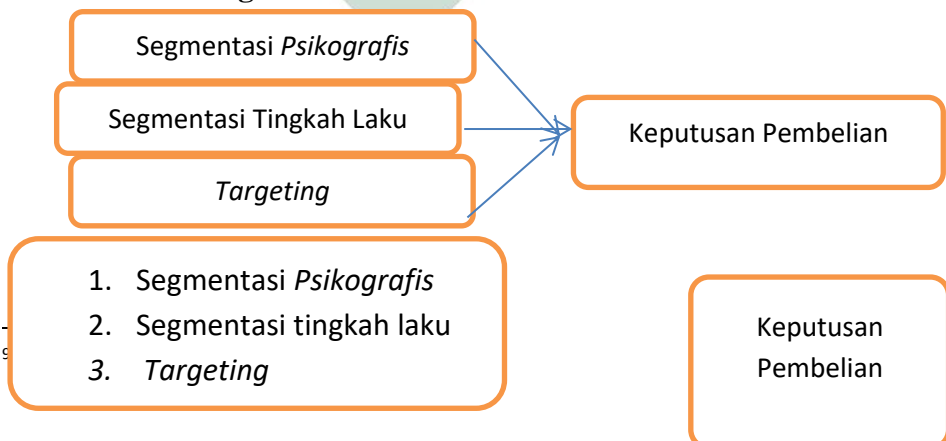 Segmentasi Psikografis
Segmentasi Tingkah Laku
Keputusan Pembelian
Targeting
1. Segmentasi Psikografis
2. Segmentasi tingkah laku
3. Targeting
Keputusan
Pembelian
9